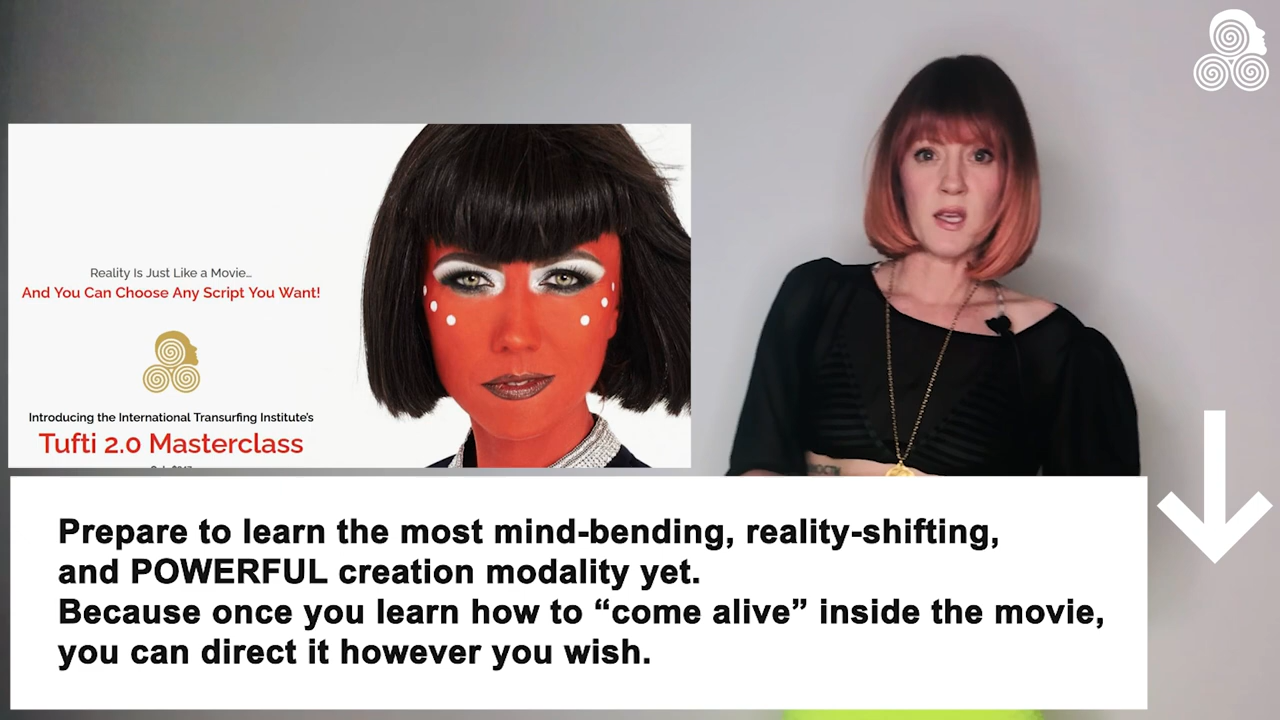 Reality Is Just Like a Movie...
And You Can Choose Any Script You Want!
Introducing the International Transurfing Institute's
Tufti 2.0 Masterclass
Prepare to learn the most mind-bending, reality-shifting,
and POWERFUL creation modality yet.
Because once you learn how to “come alive” inside the movie,
you can direct it however you wish.